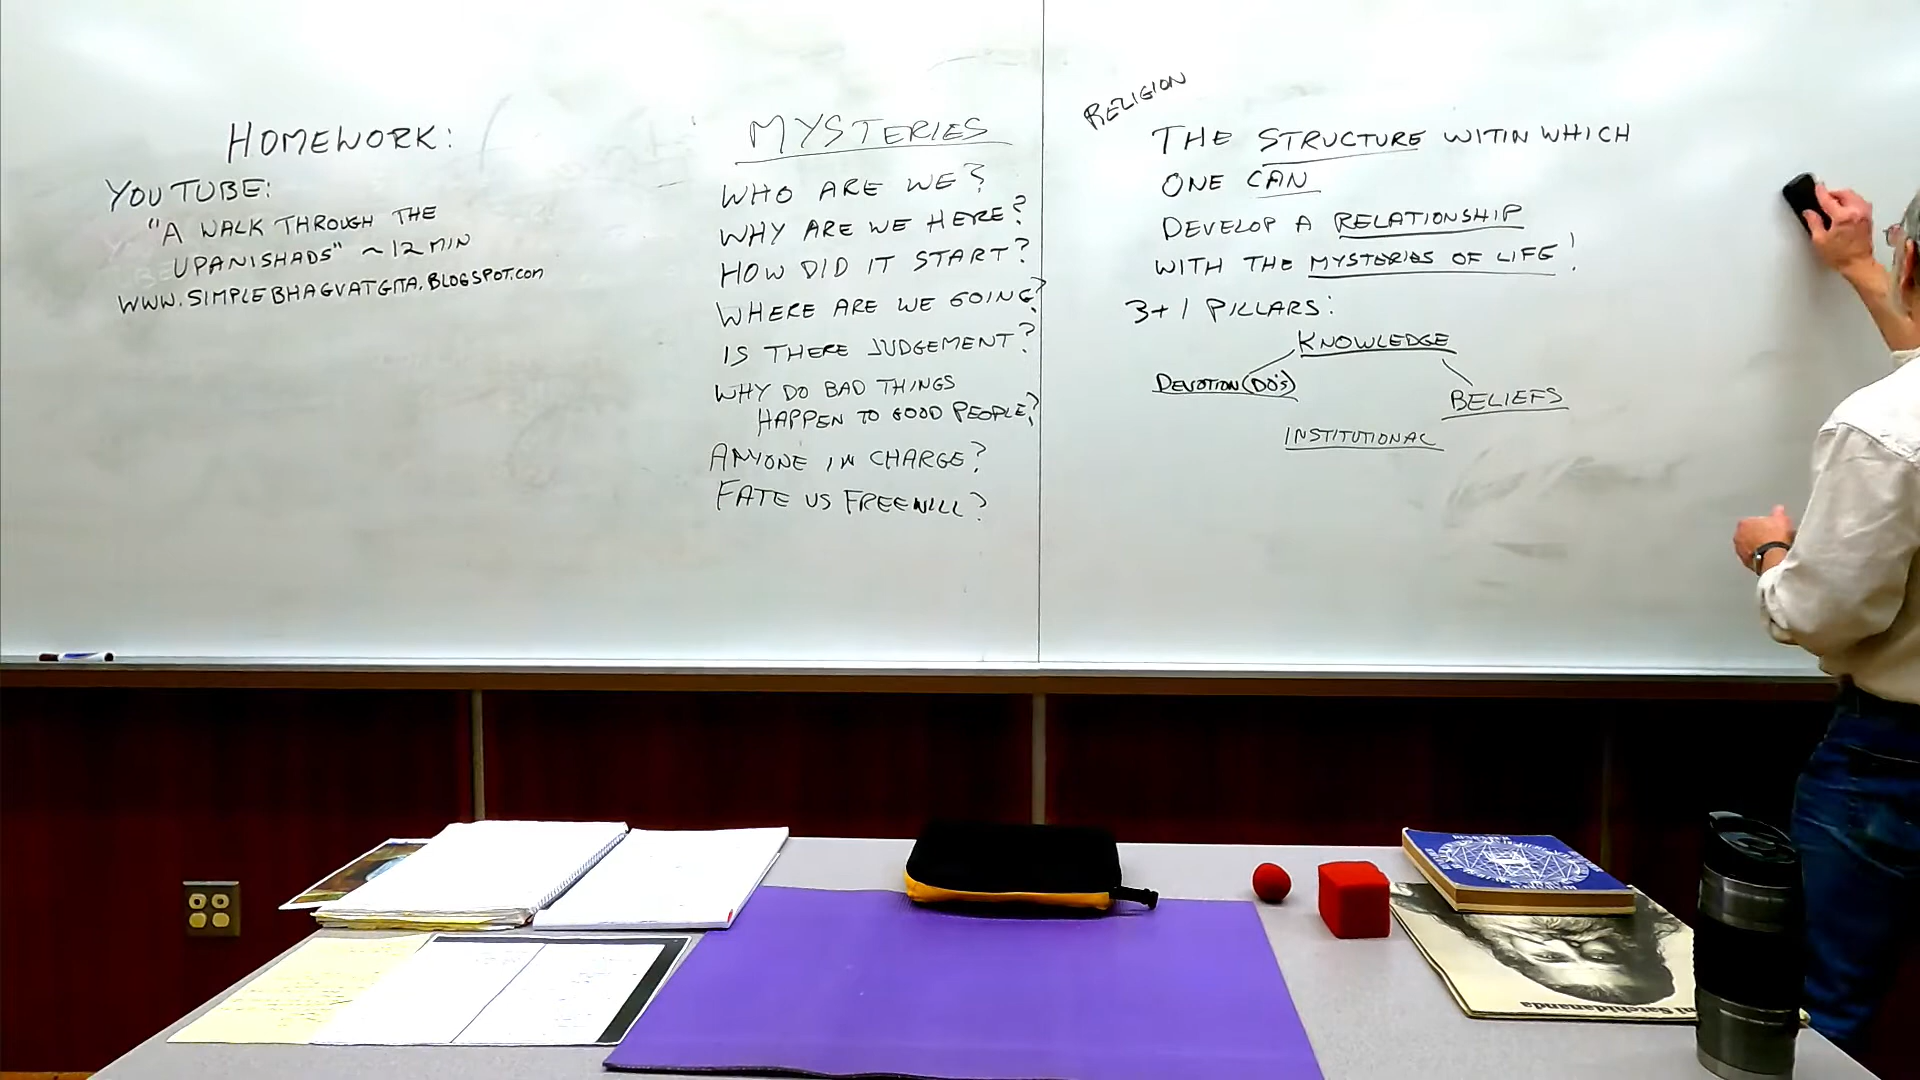 HOMEWORK:
YOUTUBE:
"A WALK THROUGH THE
UPANISHADS" ~12 MIN
WWW.SIMPLEBHAGVATGITA.BLOGSPOT.COM
MYSTERIES
WHO ARE WE?
WHY ARE WE HERE?
HOW DID IT START?
WHERE ARE WE GOING?
IS THERE JUDGEMENT?
WHY DO BAD THINGS
HAPPEN TO GOOD PEOPLE?
ANYONE IN CHARGE?
FATE VS FREEWILL?
RELIGION
THE STRUCTURE WITIN WHICH
ONE CAN
DEVELOP A RELATIONSHIP
WITH THE MYSTERIES OF LIFE!
3+1 PILLARS:
KNOWLEDGE
DEVOTION (DO'S)
BELIEFS
INSTITUTIONAL
Satchidananda